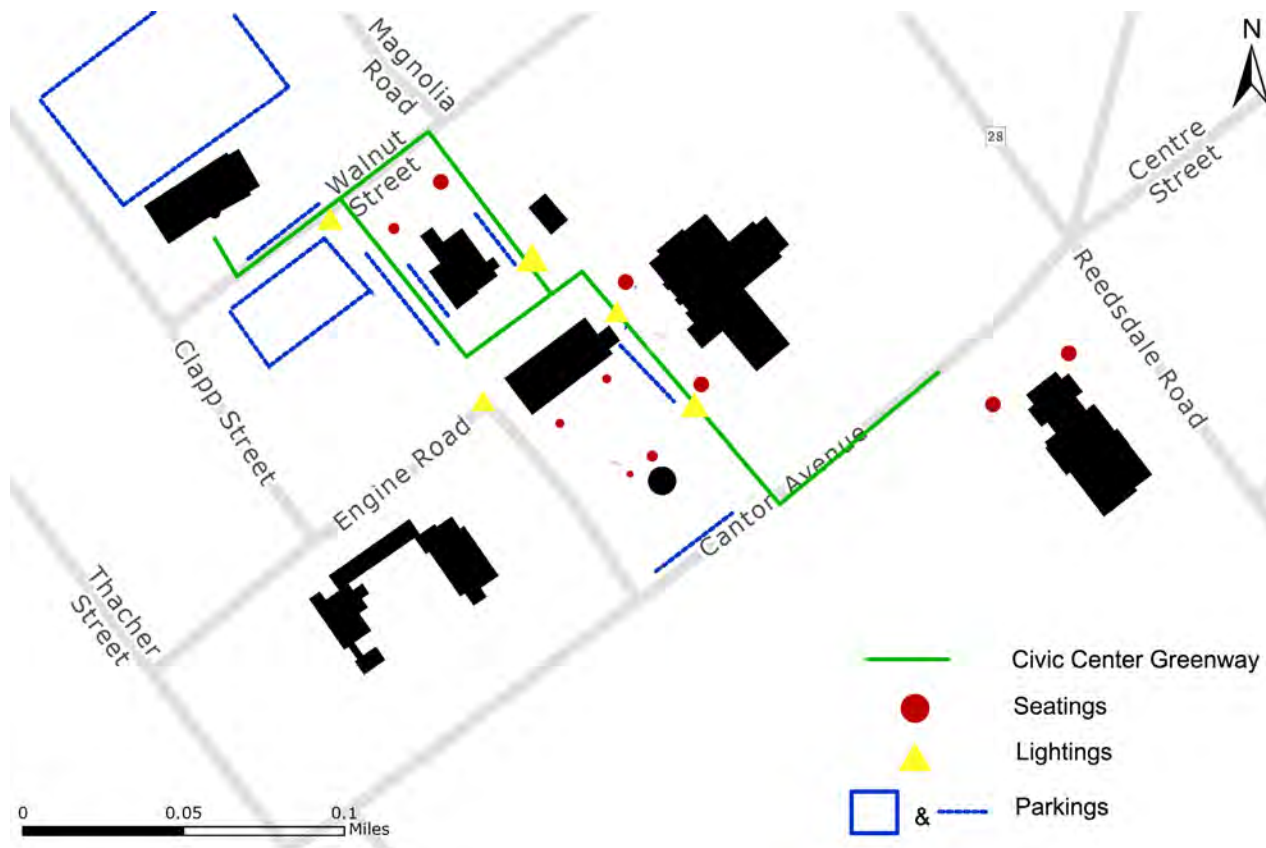 N
Magnolia
Road
28
Centre
Street
Walnut
Street
Reedsdale Road
Clapp Street
Engine Road
Canton Avenue
Thacher
Street
Civic Center Greenway
Seatings
Lightings
& Parkings
0 0.05 0.1
Miles